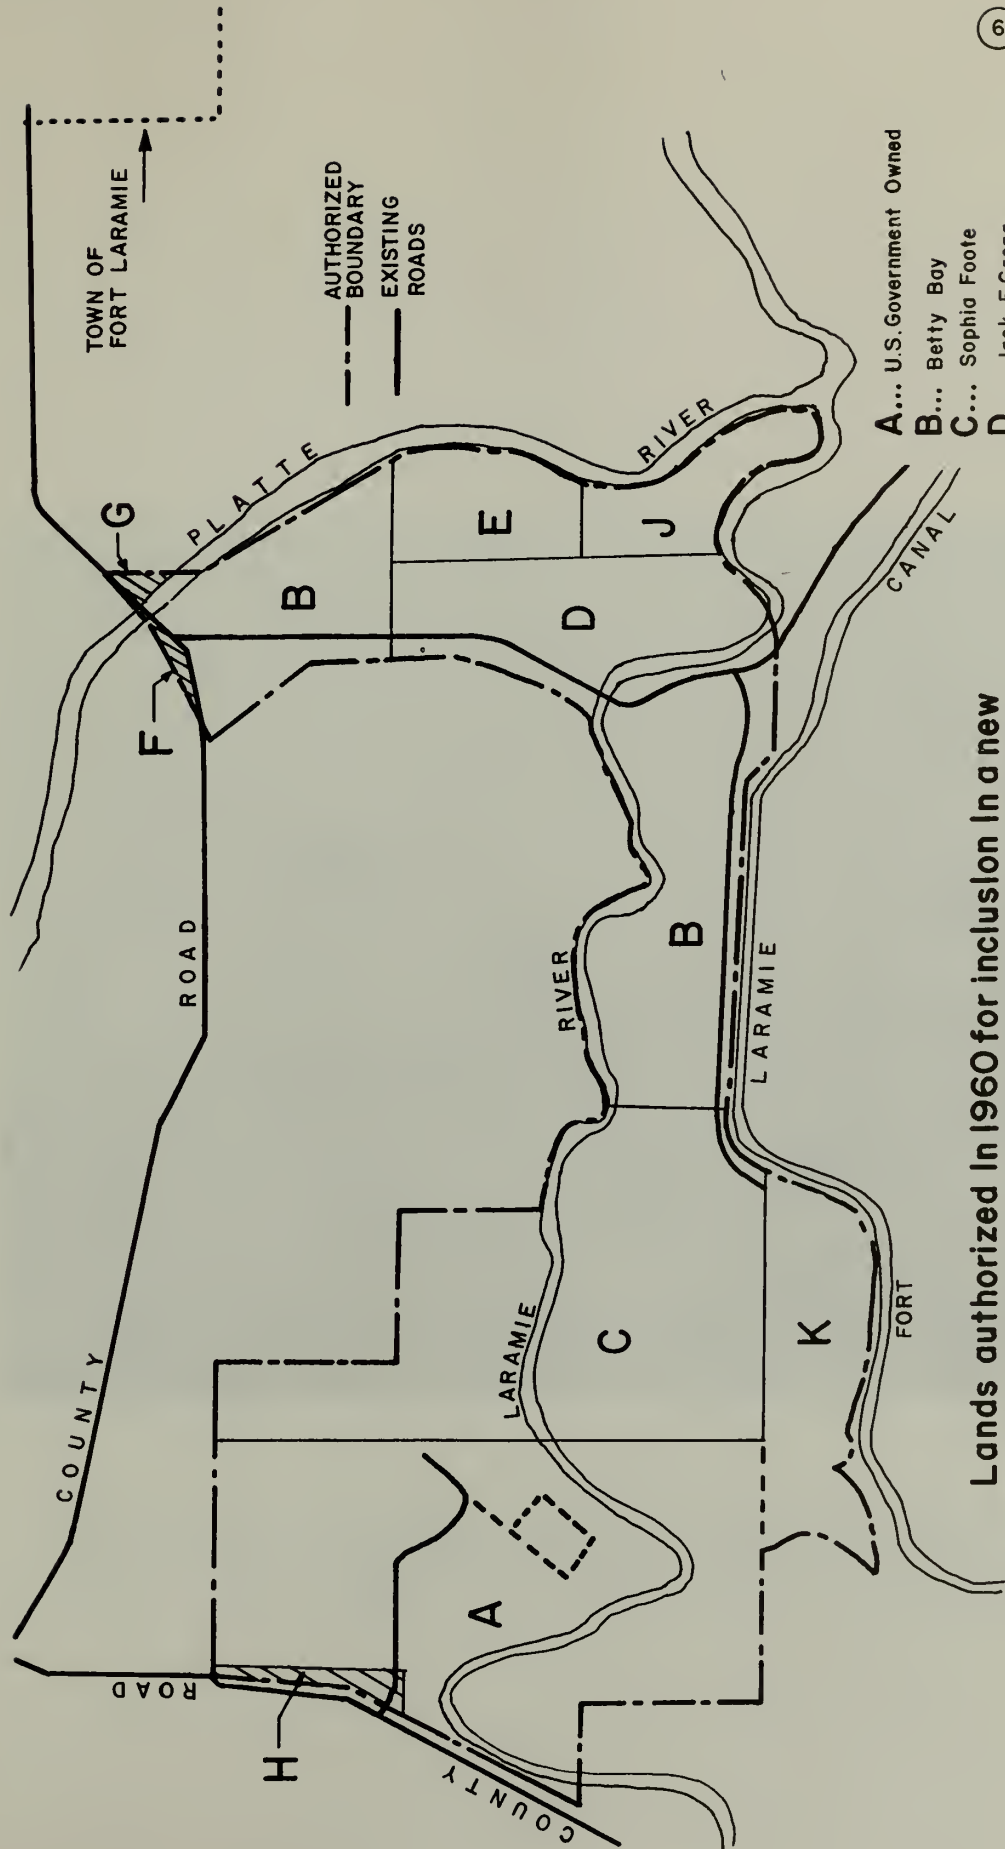 6
TOWN OF
FORT LARAMIE
AUTHORIZED
BOUNDARY
EXISTING
ROADS
COUNTY
ROAD
ROAD
COUNTY
H
F
G
PLATTE
RIVER
B
E
J
D
A
LARAMIE
RIVER
C
B
K
FORT
LARAMIE
CANAL
A... U.S. Government Owned
B... Betty Bay
C... Sophia Foote
D
Lands authorized in 1960 for inclusion in a new